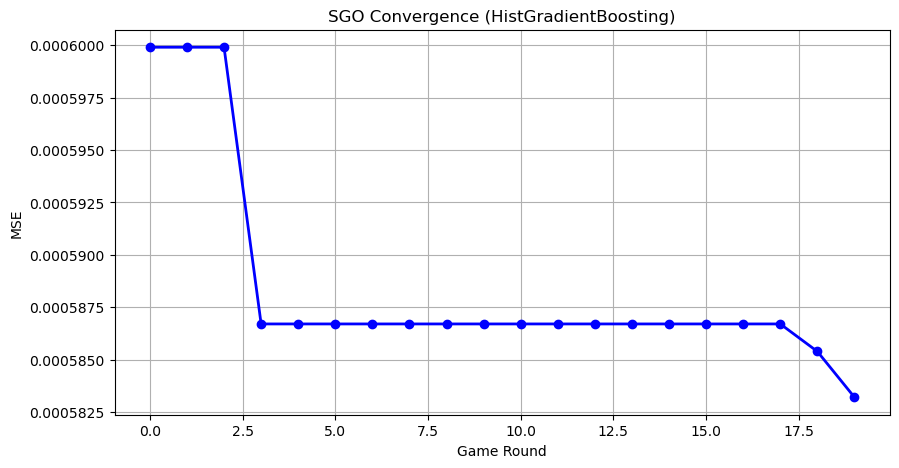 SGO Convergence (HistGradientBoosting)
0.0006000
0.0005975
0.0005950
0.0005925
0.0005900
0.0005875
0.0005850
0.0005825
MSE
0.0 2.5 5.0 7.5 10.0 12.5 15.0 17.5
Game Round